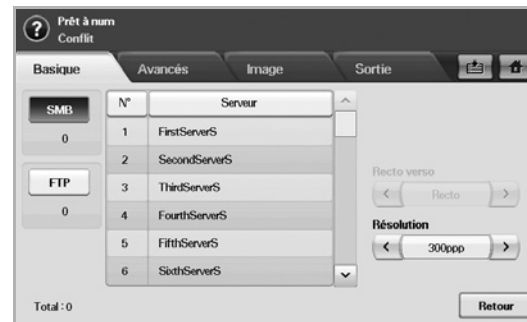 Prêt à num
Conflit
Basique
Avancés
Image
Sortie
SMB
0
FTP
0
N° Serveur
1 FirstServerS
2 SecondServerS
3 ThirdServerS
4 FourthServerS
5 FifthServerS
6 SixthServerS
Recto verso
Recto
Résolution
300ppp
Total : 0
Retour